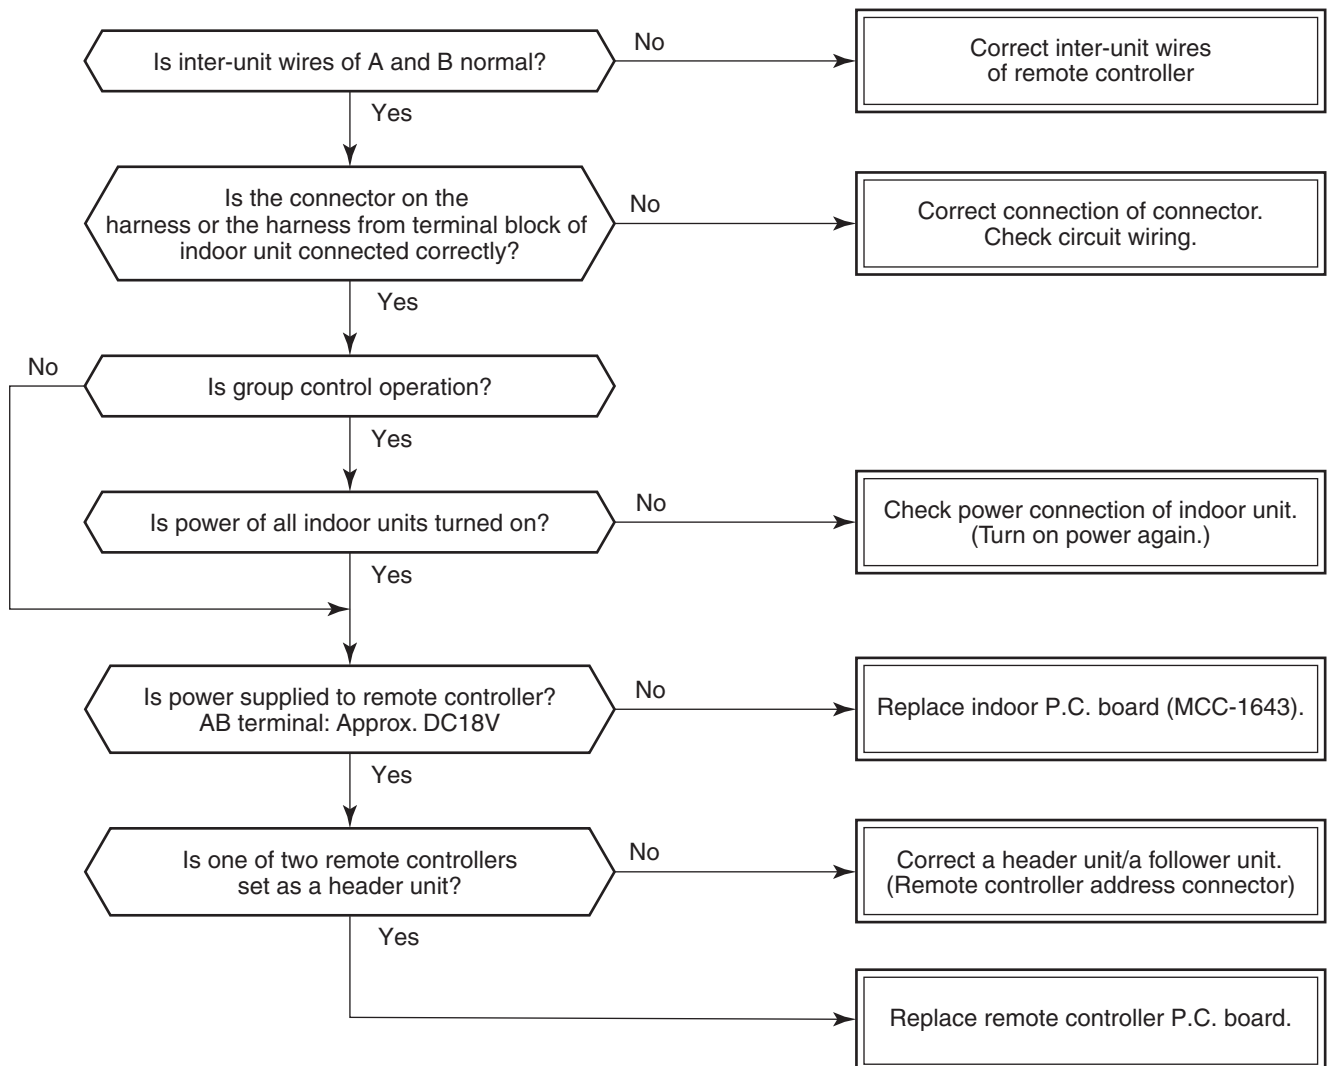 Is inter-unit wires of A and B normal?
No
Correct inter-unit wires
of remote controller
Yes
Is the connector on the
harness or the harness from terminal block of
indoor unit connected correctly?
No
Correct connection of connector.
Check circuit wiring.
Yes
No
Is group control operation?
Yes
Is power of all indoor units turned on?
No
Check power connection of indoor unit.
(Turn on power again.)
Yes
Is power supplied to remote controller?
AB terminal: Approx. DC18V
No
Replace indoor P.C. board (MCC-1643).
Yes
Is one of two remote controllers
set as a header unit?
No
Correct a header unit/a follower unit.
(Remote controller address connector)
Yes
Replace remote controller P.C. board.